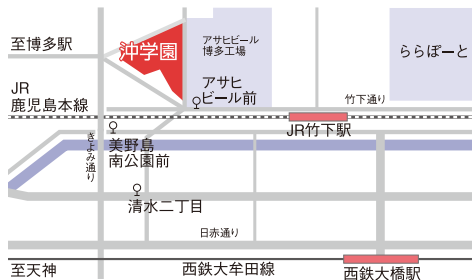 至博多駅
沖学園
アサヒビール
博多工場
ららぽーと
アサヒ
ビール前
JR
鹿児島本線
竹下通り
JR竹下駅
きよみ通り
美野島
南公園前
清水二丁目
日赤通り
至天神
西鉄大牟田線
西鉄大橋駅